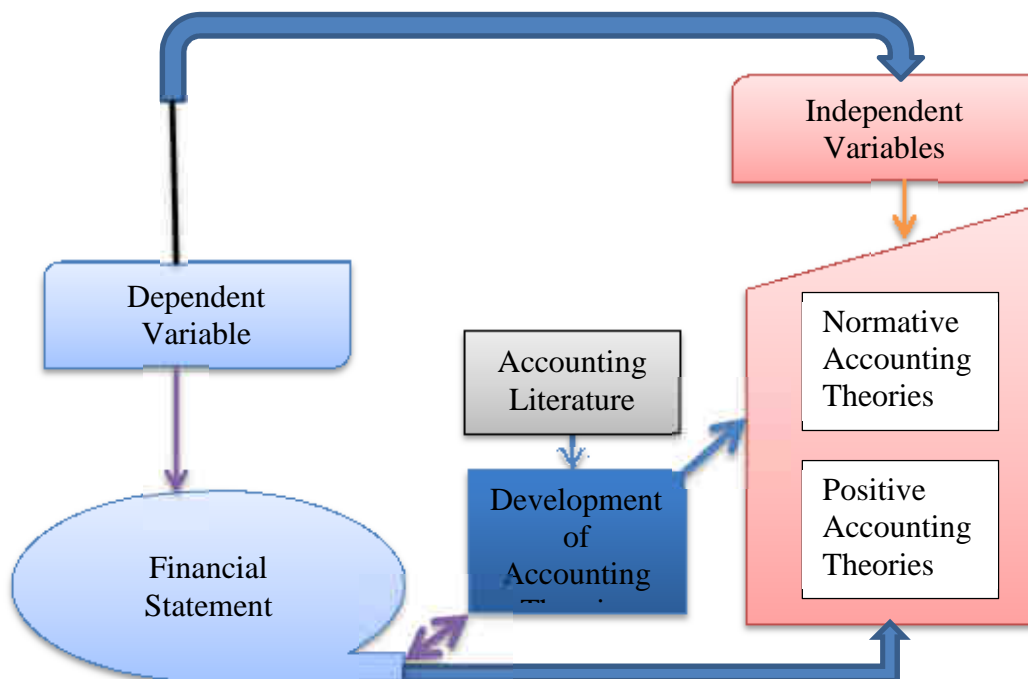 Independent
Variables
Dependent
Variable
Normative
Accounting
Theories
Accounting
Literature
Development
of
Accounting
Positive
Accounting
Theories
Financial
Statement